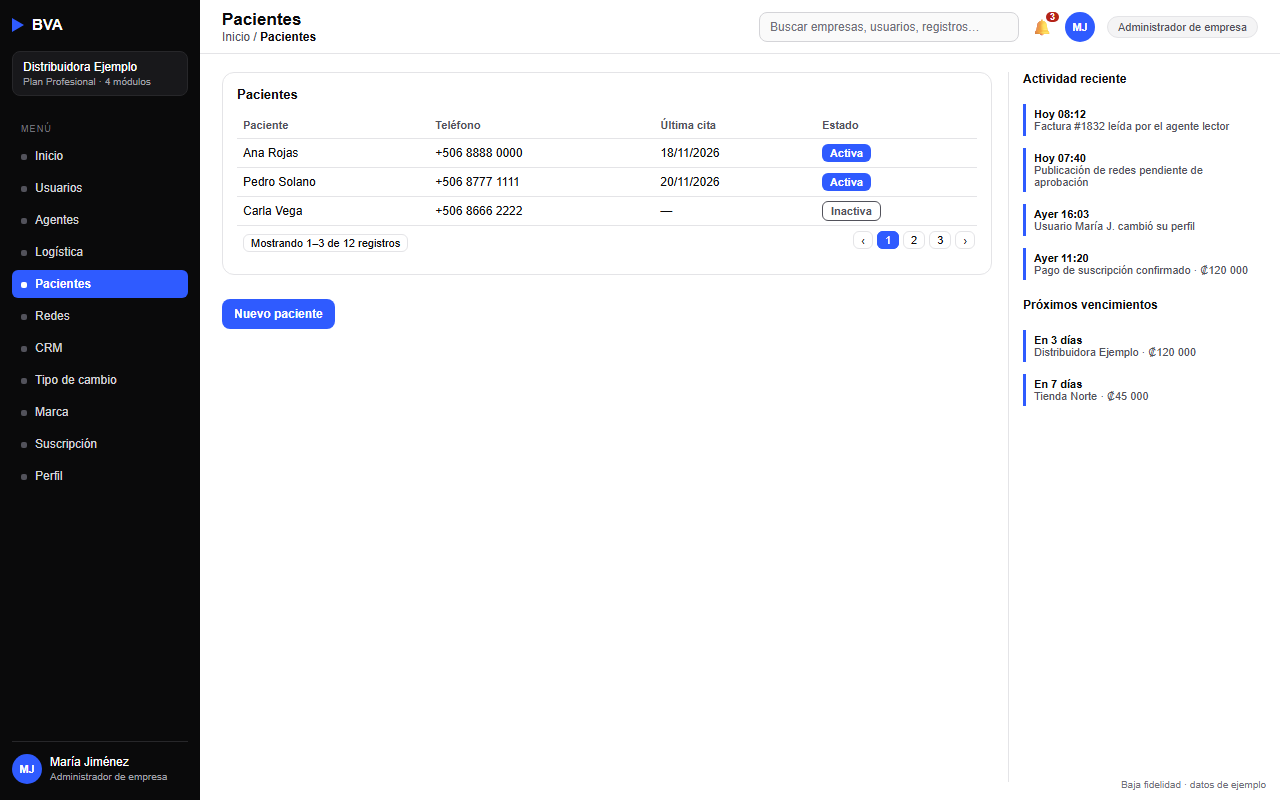 BVA
Distribuidora Ejemplo
Plan Profesional · 4 módulos
MENÚ
Inicio
Usuarios
Agentes
Logística
Pacientes
Redes
CRM
Tipo de cambio
Marca
Suscripción
Perfil
MJ
María Jiménez
Administrador de empresa
Pacientes
Inicio / Pacientes
Buscar empresas, usuarios, registros…
3
MJ
Administrador de empresa
Pacientes
Paciente Teléfono Última cita Estado
Ana Rojas +506 8888 0000 18/11/2026 Activa
Pedro Solano +506 8777 1111 20/11/2026 Activa
Carla Vega +506 8666 2222 — Inactiva
Mostrando 1–3 de 12 registros
‹ 1 2 3 ›
Nuevo paciente
Actividad reciente
Hoy 08:12
Factura #1832 leída por el agente lector
Hoy 07:40
Publicación de redes pendiente de
aprobación
Ayer 16:03
Usuario María J. cambió su perfil
Ayer 11:20
Pago de suscripción confirmado · ₡120 000
Próximos vencimientos
En 3 días
Distribuidora Ejemplo · ₡120 000
En 7 días
Tienda Norte · ₡45 000
Baja fidelidad · datos de ejemplo